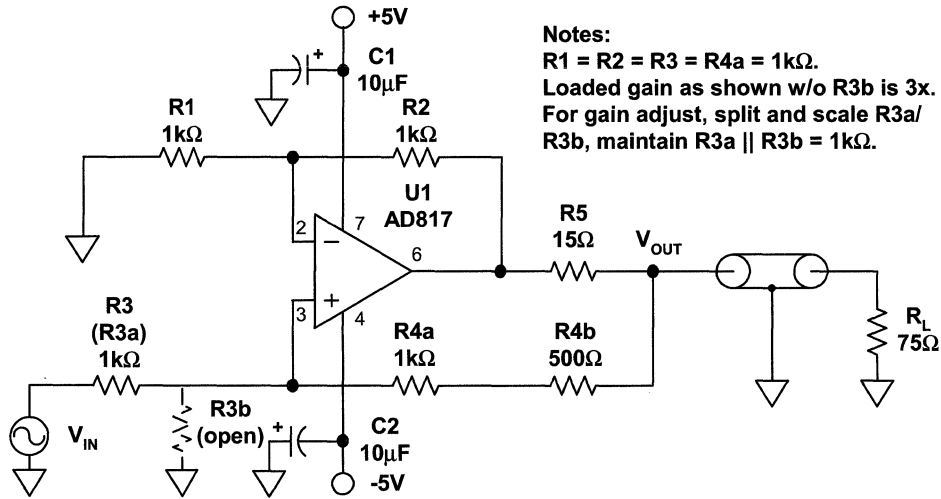 +5V
C1
10µF
+
Notes:
R1 = R2 = R3 = R4a = 1kΩ.
Loaded gain as shown w/o R3b is 3x.
For gain adjust, split and scale R3a/
R3b, maintain R3a || R3b = 1kΩ.
R1
1kΩ
R2
1kΩ
U1
AD817
2
7
−
6
+
3
4
R5
15Ω
VOUT
RL
75Ω
R3
(R3a)
1kΩ
R4a
1kΩ
R4b
500Ω
VIN
R3b
(open)
+
C2
10µF
-5V